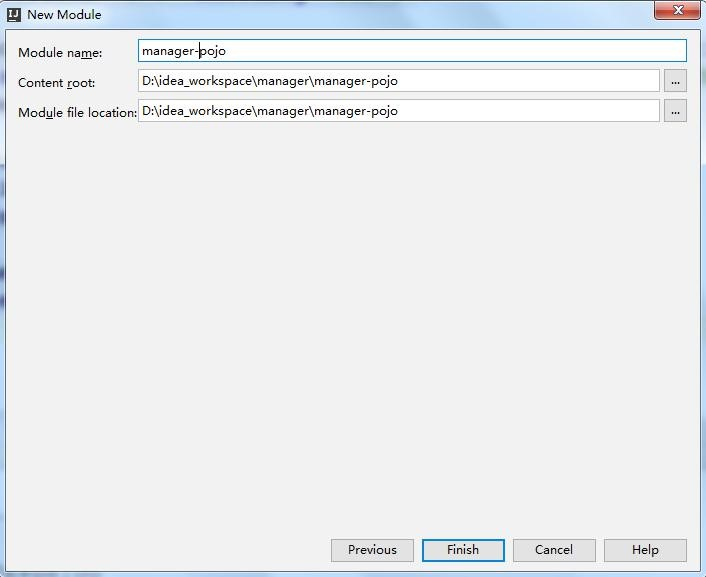 New Module
Module name: manager-pojo
Content root: D:\idea_workspace\manager\manager-pojo ...
Module file location: D:\idea_workspace\manager\manager-pojo ...
Previous Finish Cancel Help